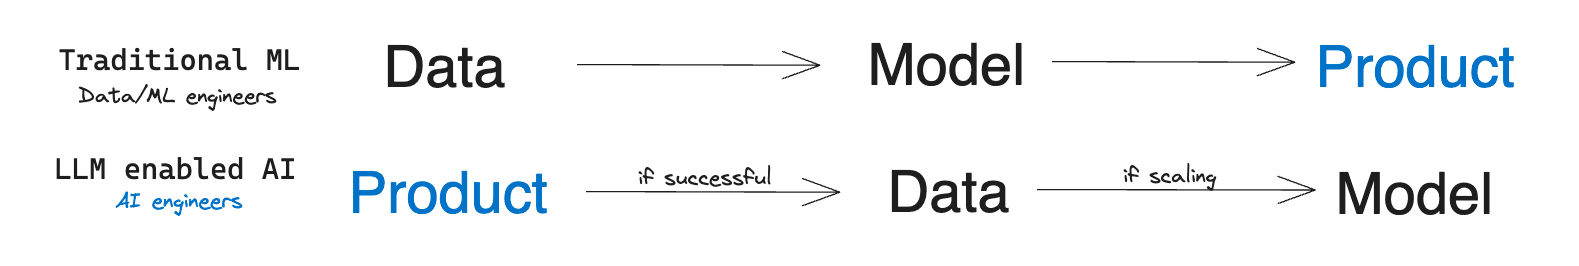 Traditional ML
Data/ML engineers
Data
Model
Product
LLM enabled AI
AI engineers
Product
if successful
Data
if scaling
Model